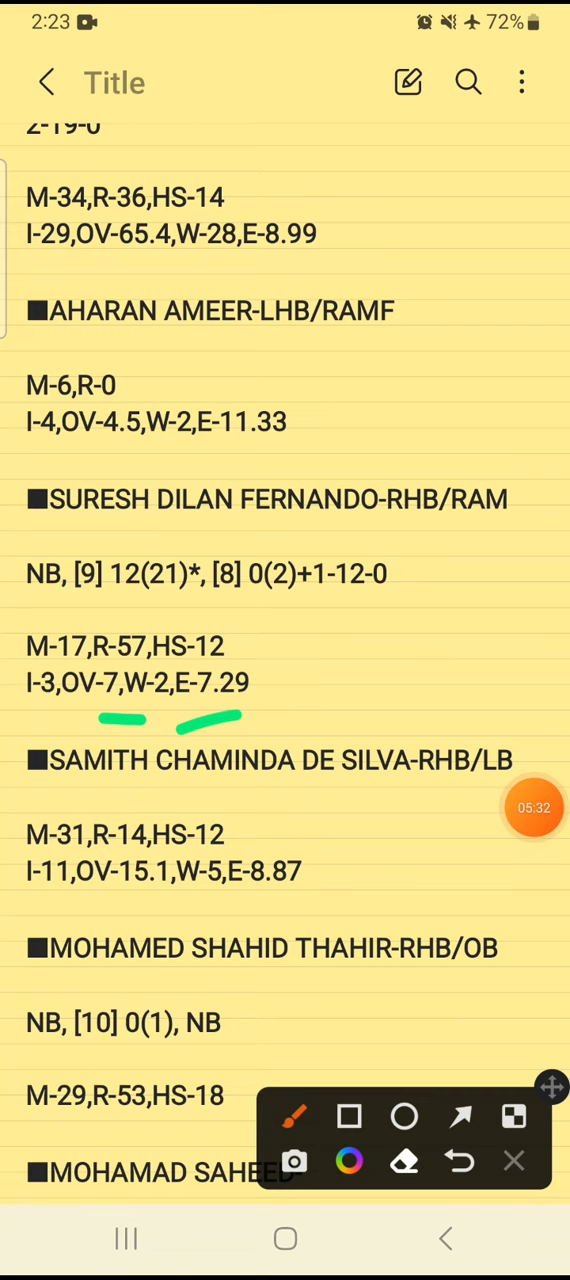 2:23
72%
Title
2-19-0
M-34,R-36,HS-14
I-29,OV-65.4,W-28,E-8.99
■AHARAN AMEER-LHB/RAMF
M-6,R-0
I-4,OV-4.5,W-2,E-11.33
■SURESH DILAN FERNANDO-RHB/RAM
NB, [9] 12(21)*, [8] 0(2)+1-12-0
M-17,R-57,HS-12
I-3,OV-7,W-2,E-7.29
■SAMITH CHAMINDA DE SILVA-RHB/LB
05:32
M-31,R-14,HS-12
I-11,OV-15.1,W-5,E-8.87
■MOHAMED SHAHID THAHIR-RHB/OB
NB, [10] 0(1), NB
M-29,R-53,HS-18
■MOHAMAD SAHEED-